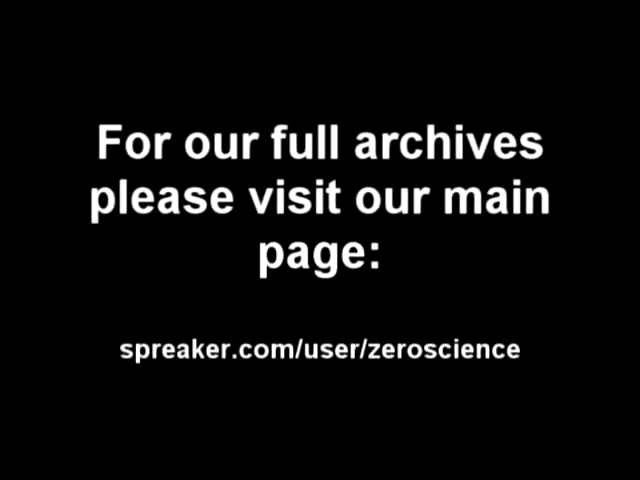 For our full archives
please visit our main
page:
spreaker.com/user/zeroscience